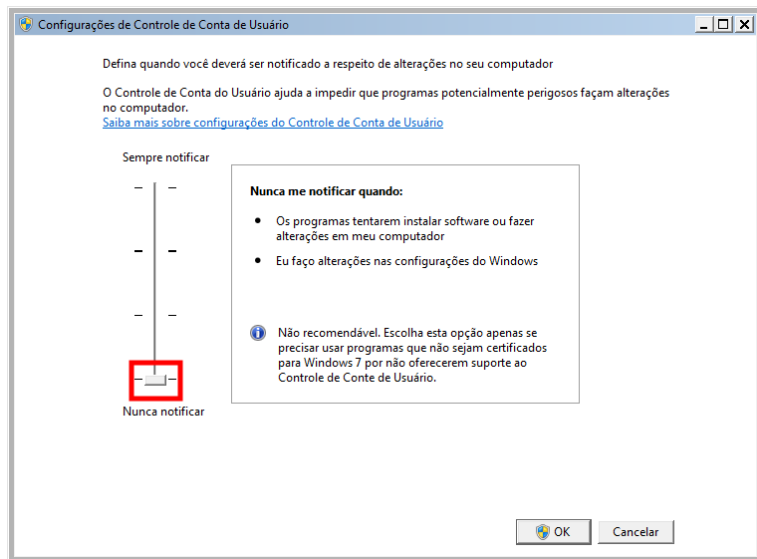 Configurações de Controle de Conta de Usuário
Defina quando você deverá ser notificado a respeito de alterações no seu computador
O Controle de Conta do Usuário ajuda a impedir que programas potencialmente perigosos façam alterações
no computador.
Saiba mais sobre configurações do Controle de Conta de Usuário
Sempre notificar
Nunca me notificar quando:
• Os programas tentarem instalar software ou fazer
alterações em meu computador
• Eu faço alterações nas configurações do Windows
Não recomendável. Escolha esta opção apenas se
precisar usar programas que não sejam certificados
para Windows 7 por não oferecerem suporte ao
Controle de Conte de Usuário.
Nunca notificar
OK
Cancelar